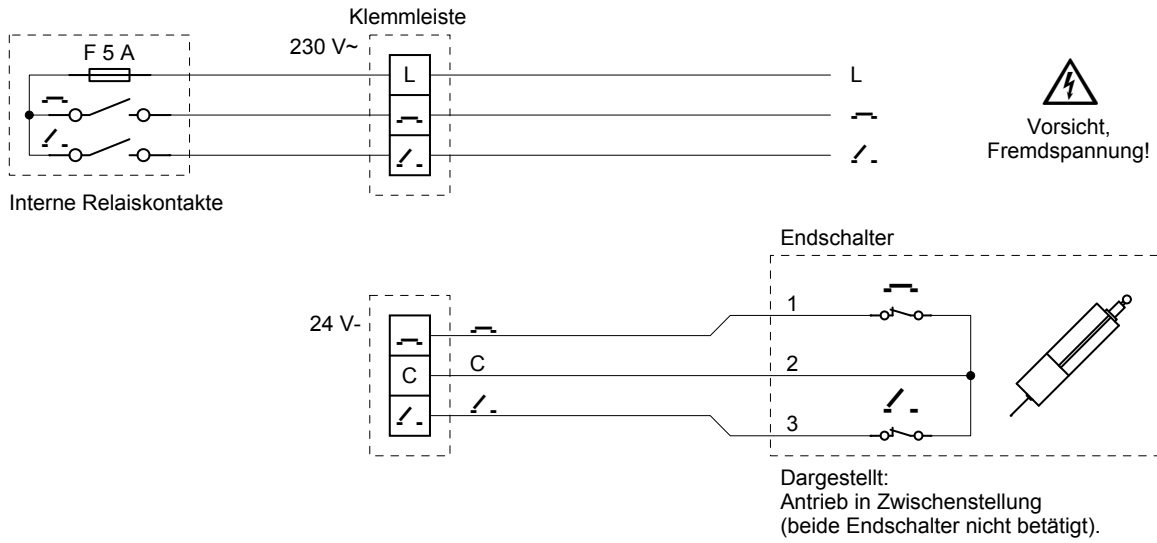 Klemmleiste
F 5 A
230 V~
L
L
Vorsicht,
Fremdspannung!
Interne Relaiskontakte
Endschalter
24 V-
1
C
C
2
3
Dargestellt:
Antrieb in Zwischenstellung
(beide Endschalter nicht betätigt).